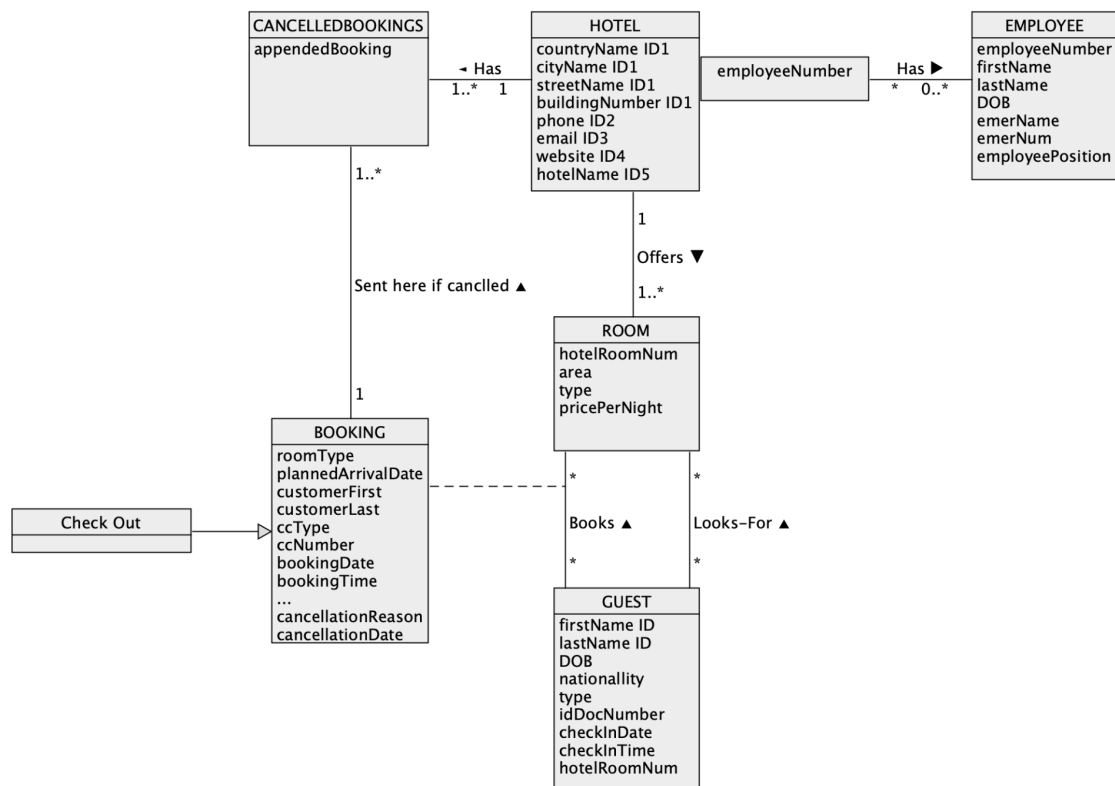 CANCELLEDBOOKINGS
appendedBooking
HOTEL
countryName ID1
cityName ID1
streetName ID1
buildingNumber ID1
phone ID2
email ID3
website ID4
hotelName ID5
EMPLOYEE
employeeNumber
firstName
lastName
DOB
emerName
emerNum
employeePosition
◄ Has
1..* 1
employeeNumber
Has ►
* 0..*
1..*
Sent here if canclled ▲
1
1
Offers ▼
1..*
ROOM
hotelRoomNum
area
type
pricePerNight
BOOKING
roomType
plannedArrivalDate
customerFirst
customerLast
ccType
ccNumber
bookingDate
bookingTime
...
cancellationReason
cancellationDate
Check Out
* *
Books ▲ Looks-For ▲
* *
GUEST
firstName ID
lastName ID
DOB
nationallity
type
idDocNumber
checkInDate
checkInTime
hotelRoomNum